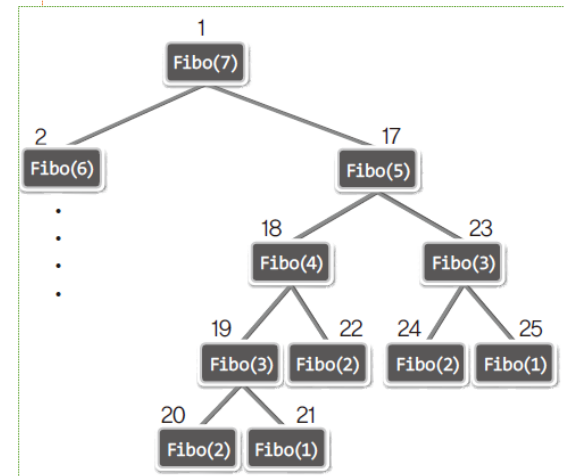 1
Fibo(7)
2
17
Fibo(6)
Fibo(5)
18
23
Fibo(4)
Fibo(3)
19
22
24
25
Fibo(3)
Fibo(2)
Fibo(2)
Fibo(1)
20
21
Fibo(2)
Fibo(1)